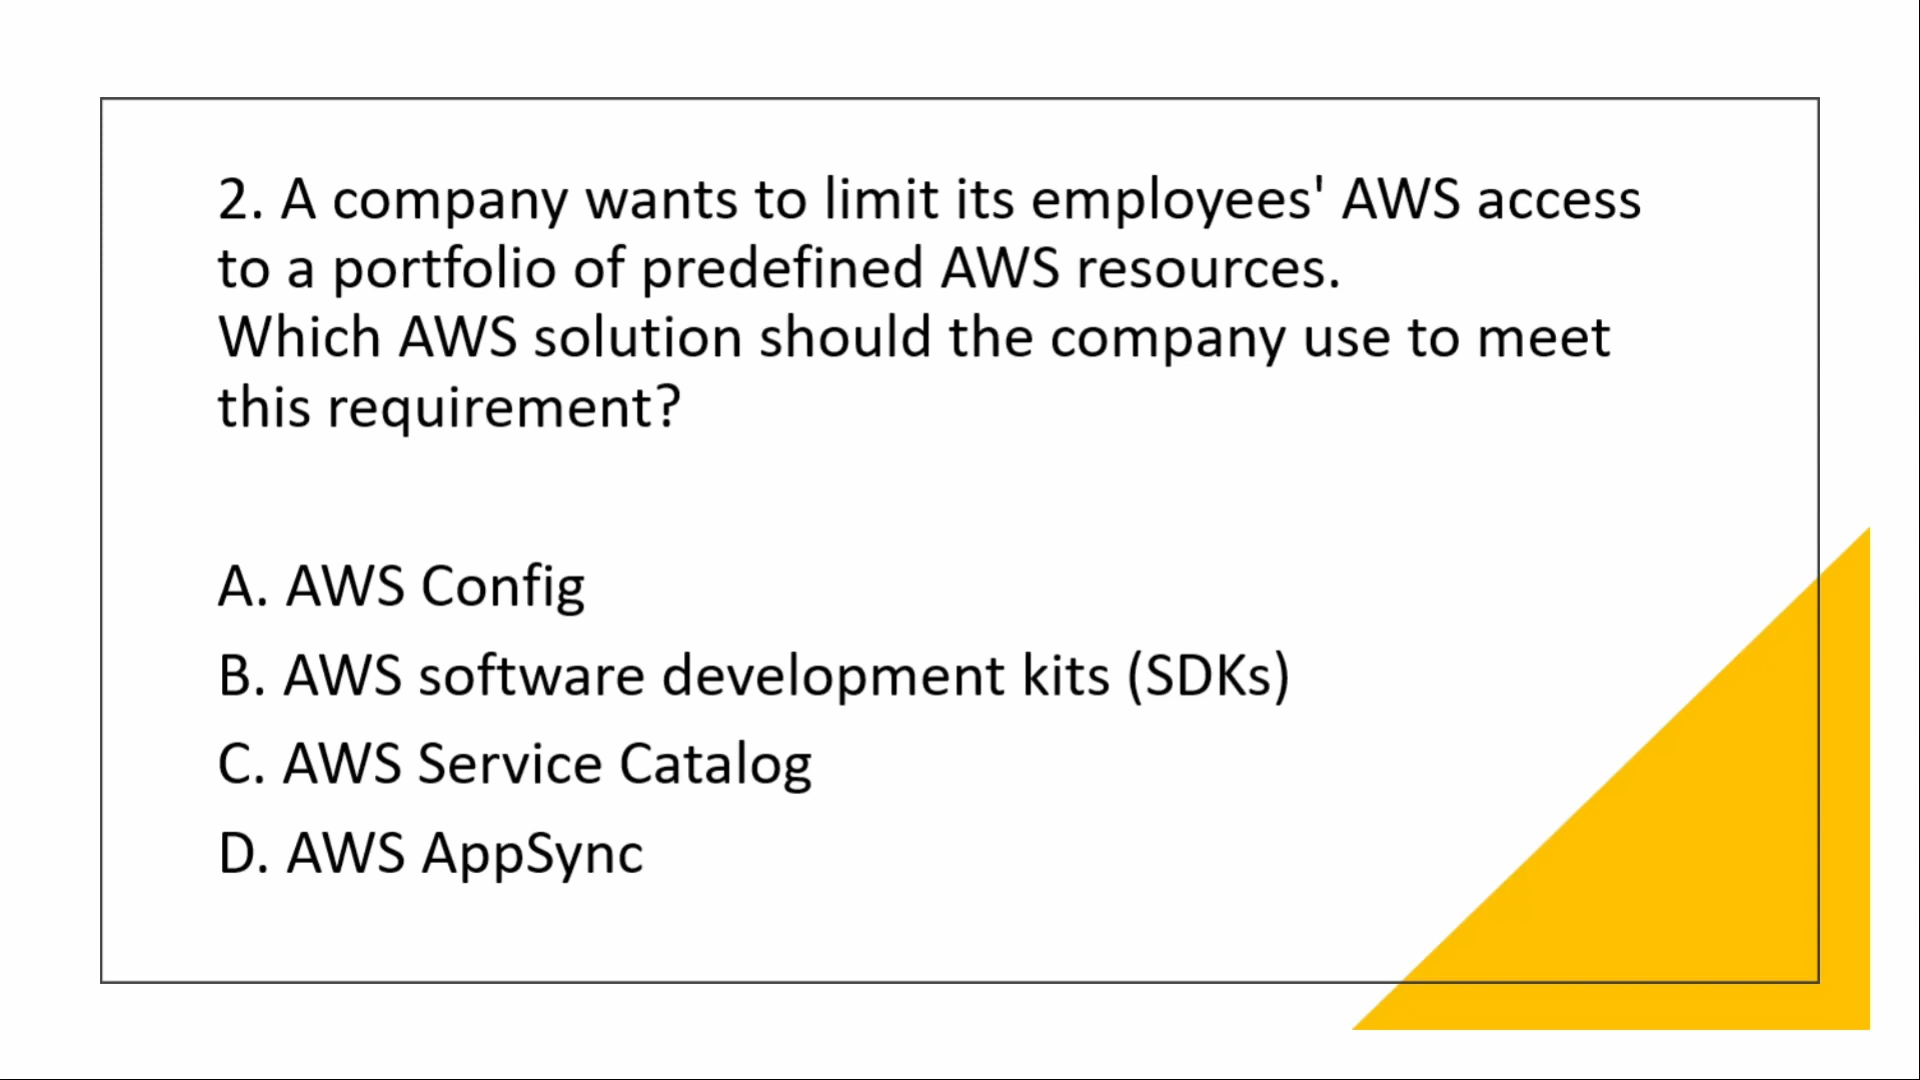 2. A company wants to limit its employees' AWS access
to a portfolio of predefined AWS resources.
Which AWS solution should the company use to meet
this requirement?
A. AWS Config
B. AWS software development kits (SDKs)
C. AWS Service Catalog
D. AWS AppSync